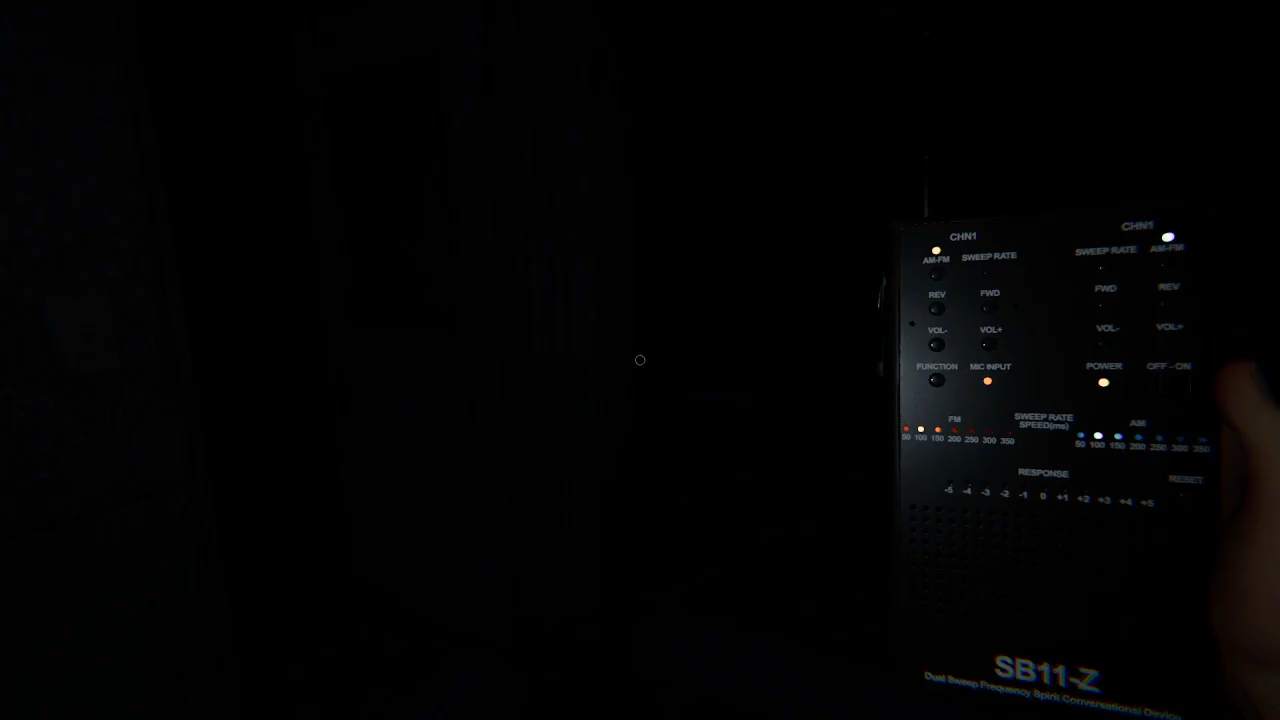 CHN1 CHN1
AM-FM SWEEP RATE SWEEP RATE AM-FM
REV FWD FWD REV
VOL- VOL+ VOL- VOL+
FUNCTION MIC INPUT POWER OFF - ON
FM SWEEP RATE SPEED(ms) AM
50 100 150 200 250 300 350 50 100 150 200 250 300 350
RESPONSE RESET
-5 -4 -3 -2 -1 0 +1 +2 +3 +4 +5
SB11-Z
Dual Sweep Frequency Spirit Conversational Device